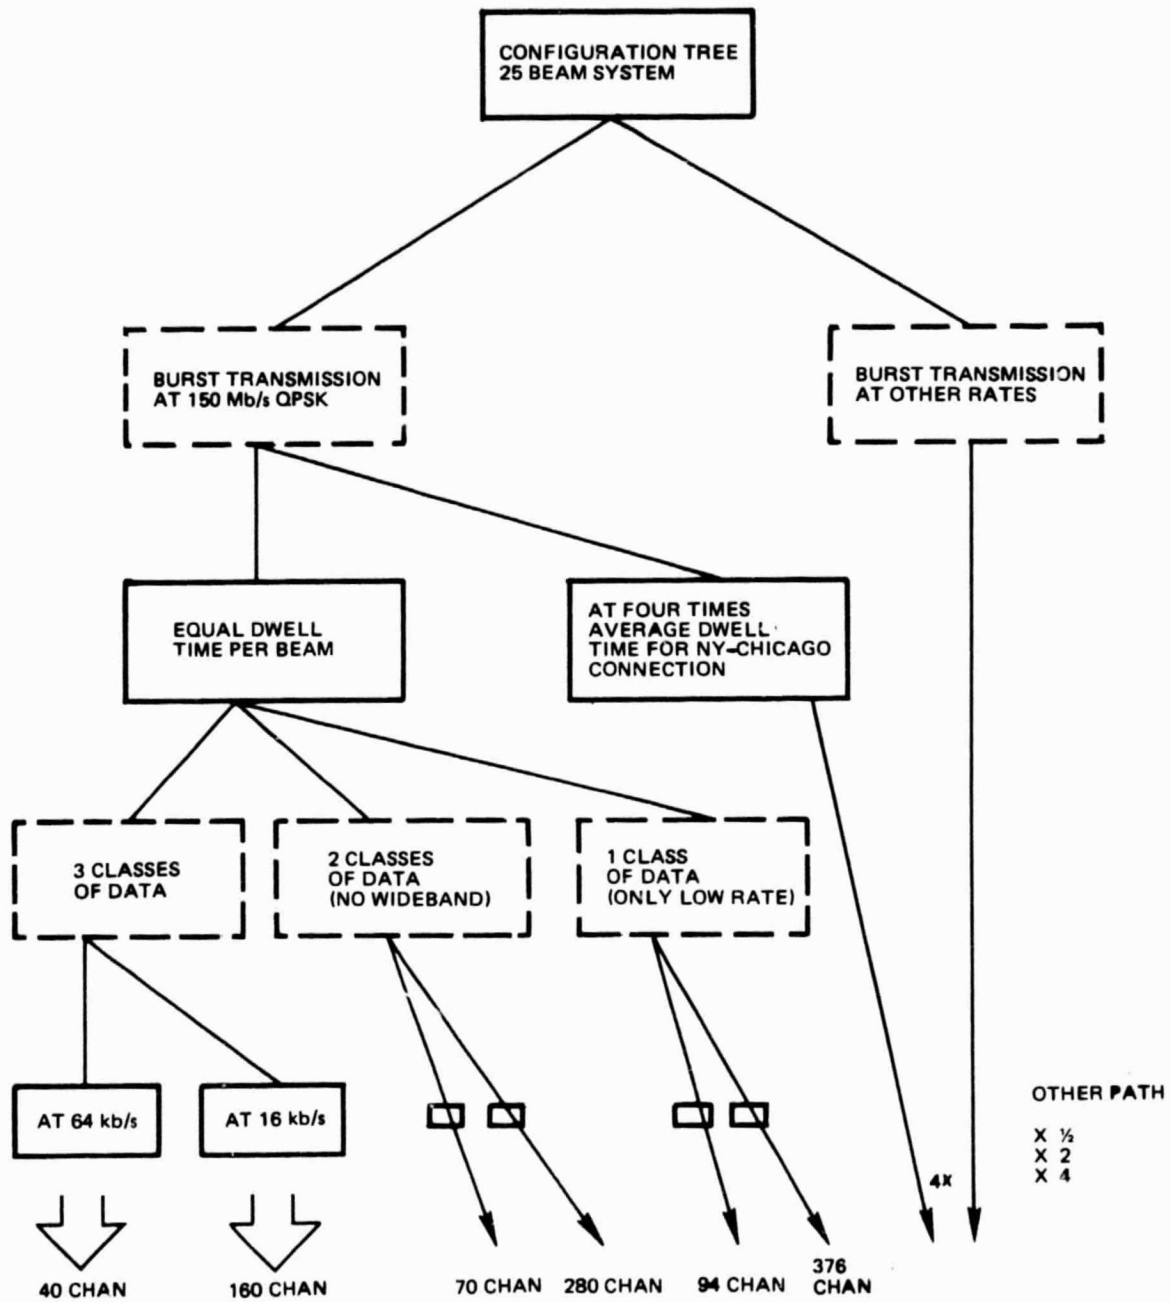 CONFIGURATION TREE
25 BEAM SYSTEM
BURST TRANSMISSION
AT 150 Mb/s QPSK
BURST TRANSMISSION
AT OTHER RATES
EQUAL DWELL
TIME PER BEAM
AT FOUR TIMES
AVERAGE DWELL
TIME FOR NY-CHICAGO
CONNECTION
3 CLASSES
OF DATA
2 CLASSES
OF DATA
(NO WIDEBAND)
1 CLASS
OF DATA
(ONLY LOW RATE)
AT 64 kb/s
AT 16 kb/s
OTHER PATH
X ½
X 2
X 4
4X
40 CHAN
160 CHAN
70 CHAN
280 CHAN
94 CHAN
376
CHAN